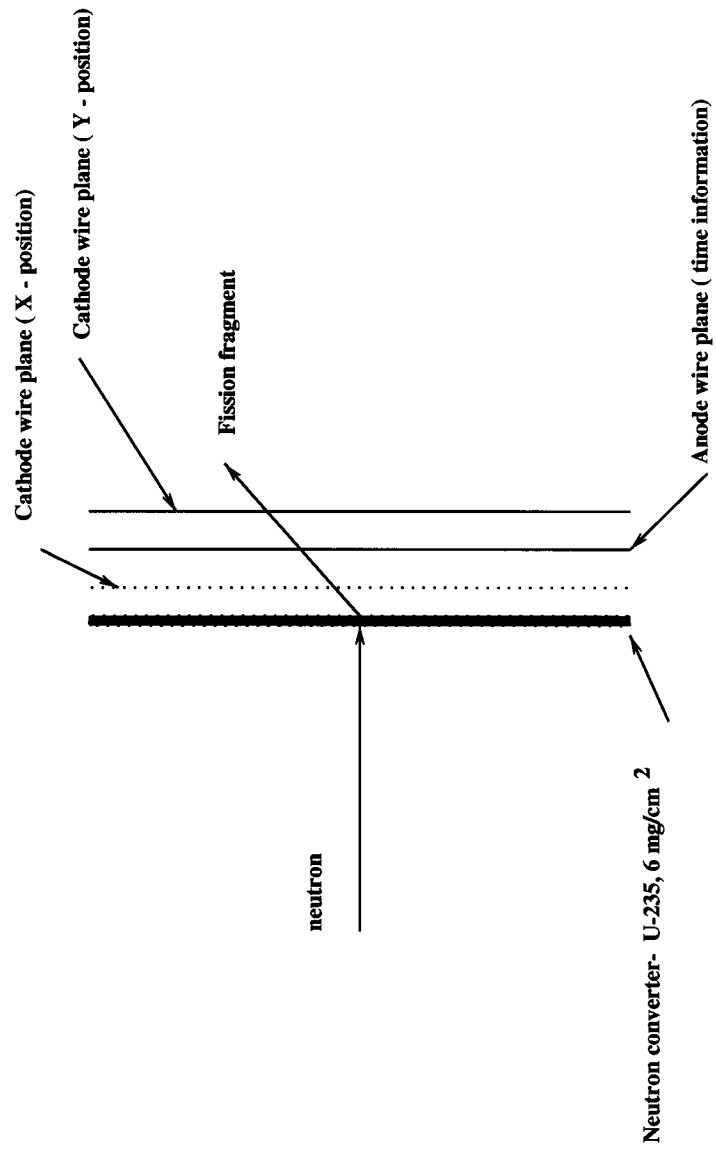 Cathode wire plane ( X - position)
Cathode wire plane ( Y - position)
Fission fragment
neutron
Anode wire plane ( time information)
Neutron converter- U-235, 6 mg/cm 2